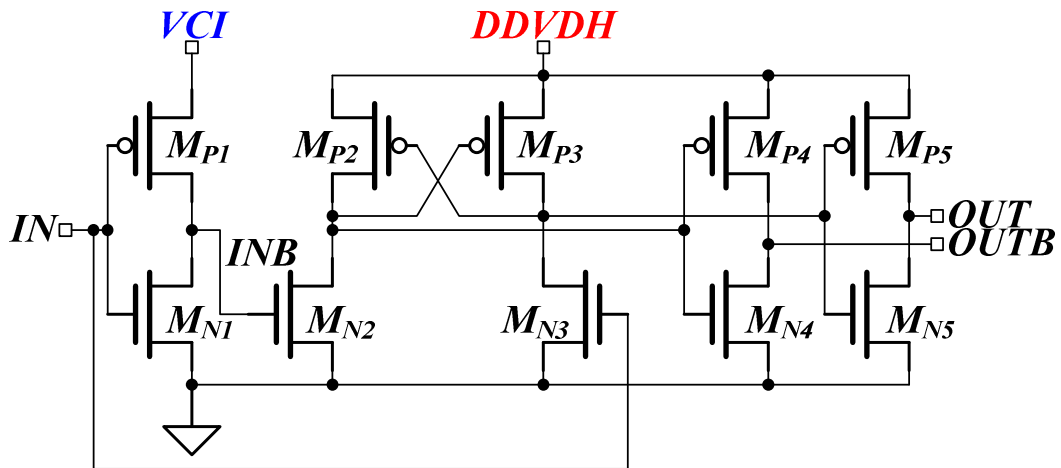 VCI
DDVDH
MP1
MP2
MP3
MP4
MP5
IN
OUT
OUTB
INB
MN1
MN2
MN3
MN4
MN5